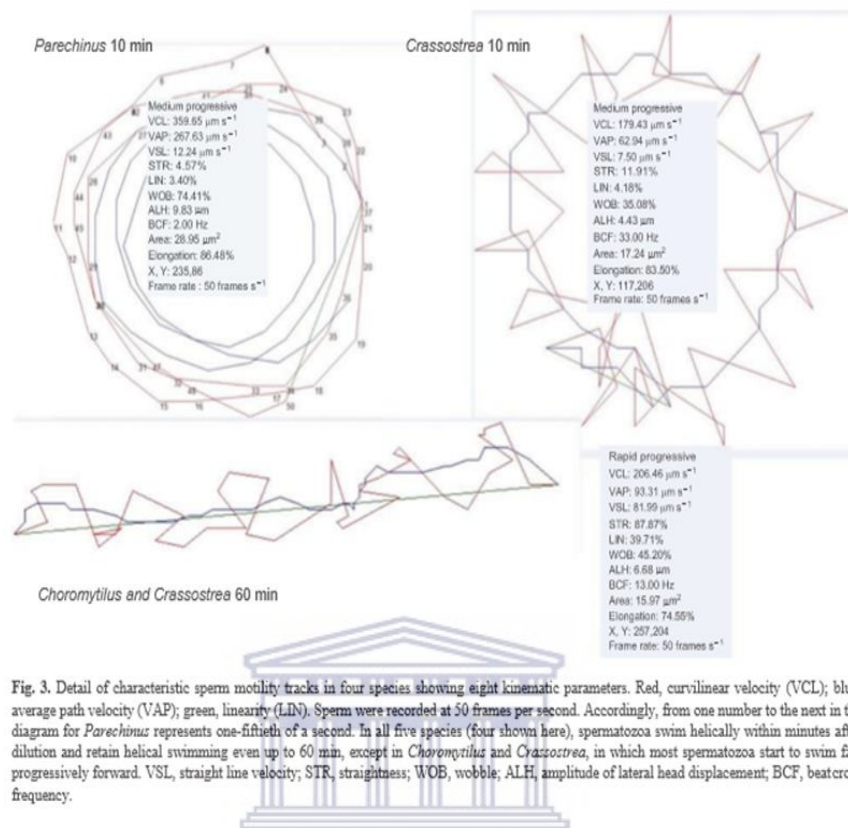 Parechinus 10 min
Medium progressive
VCL: 359.65 µm s⁻¹
VAP: 267.63 µm s⁻¹
VSL: 12.24 µm s⁻¹
STR: 4.57%
LIN: 3.40%
WOB: 74.41%
ALH: 9.83 µm
BCF: 2.00 Hz
Area: 28.95 µm²
Elongation: 86.48%
X, Y: 235,86
Frame rate : 50 frames s⁻¹
Crassostrea 10 min
Medium progressive
VCL: 179.43 µm s⁻¹
VAP: 62.94 µm s⁻¹
VSL: 7.50 µm s⁻¹
STR: 11.91%
LIN: 4.18%
WOB: 35.08%
ALH: 4.43 µm
BCF: 33.00 Hz
Area: 17.24 µm²
Elongation: 83.50%
X, Y: 117,206
Frame rate: 50 frames s⁻¹
Choromytilus and Crassostrea 60 min
Rapid progressive
VCL: 206.46 µm s⁻¹
VAP: 93.31 µm s⁻¹
VSL: 81.99 µm s⁻¹
STR: 87.87%
LIN: 39.71%
WOB: 45.20%
ALH: 6.68 µm
BCF: 13.00 Hz
Area: 15.97 µm²
Elongation: 74.55%
X, Y: 257,204
Frame rate: 50 frames s⁻¹
Fig. 3. Detail of characteristic sperm motility tracks in four species showing eight kinematic parameters. Red, curvilinear velocity (VCL); blu
average path velocity (VAP); green, linearity (LIN). Sperm were recorded at 50 frames per second. Accordingly, from one number to the next in t
diagram for Parechinus represents one-fiftieth of a second. In all five species (four shown here), spermatozoa swim helically within minutes aft
dilution and retain helical swimming even up to 60 min, except in Choromytilus and Crassostrea, in which most spermatozoa start to swim fa
progressively forward. VSL, straight line velocity; STR, straightness; WOB, wobble; ALH, amplitude of lateral head displacement; BCF, beatcro
frequency.